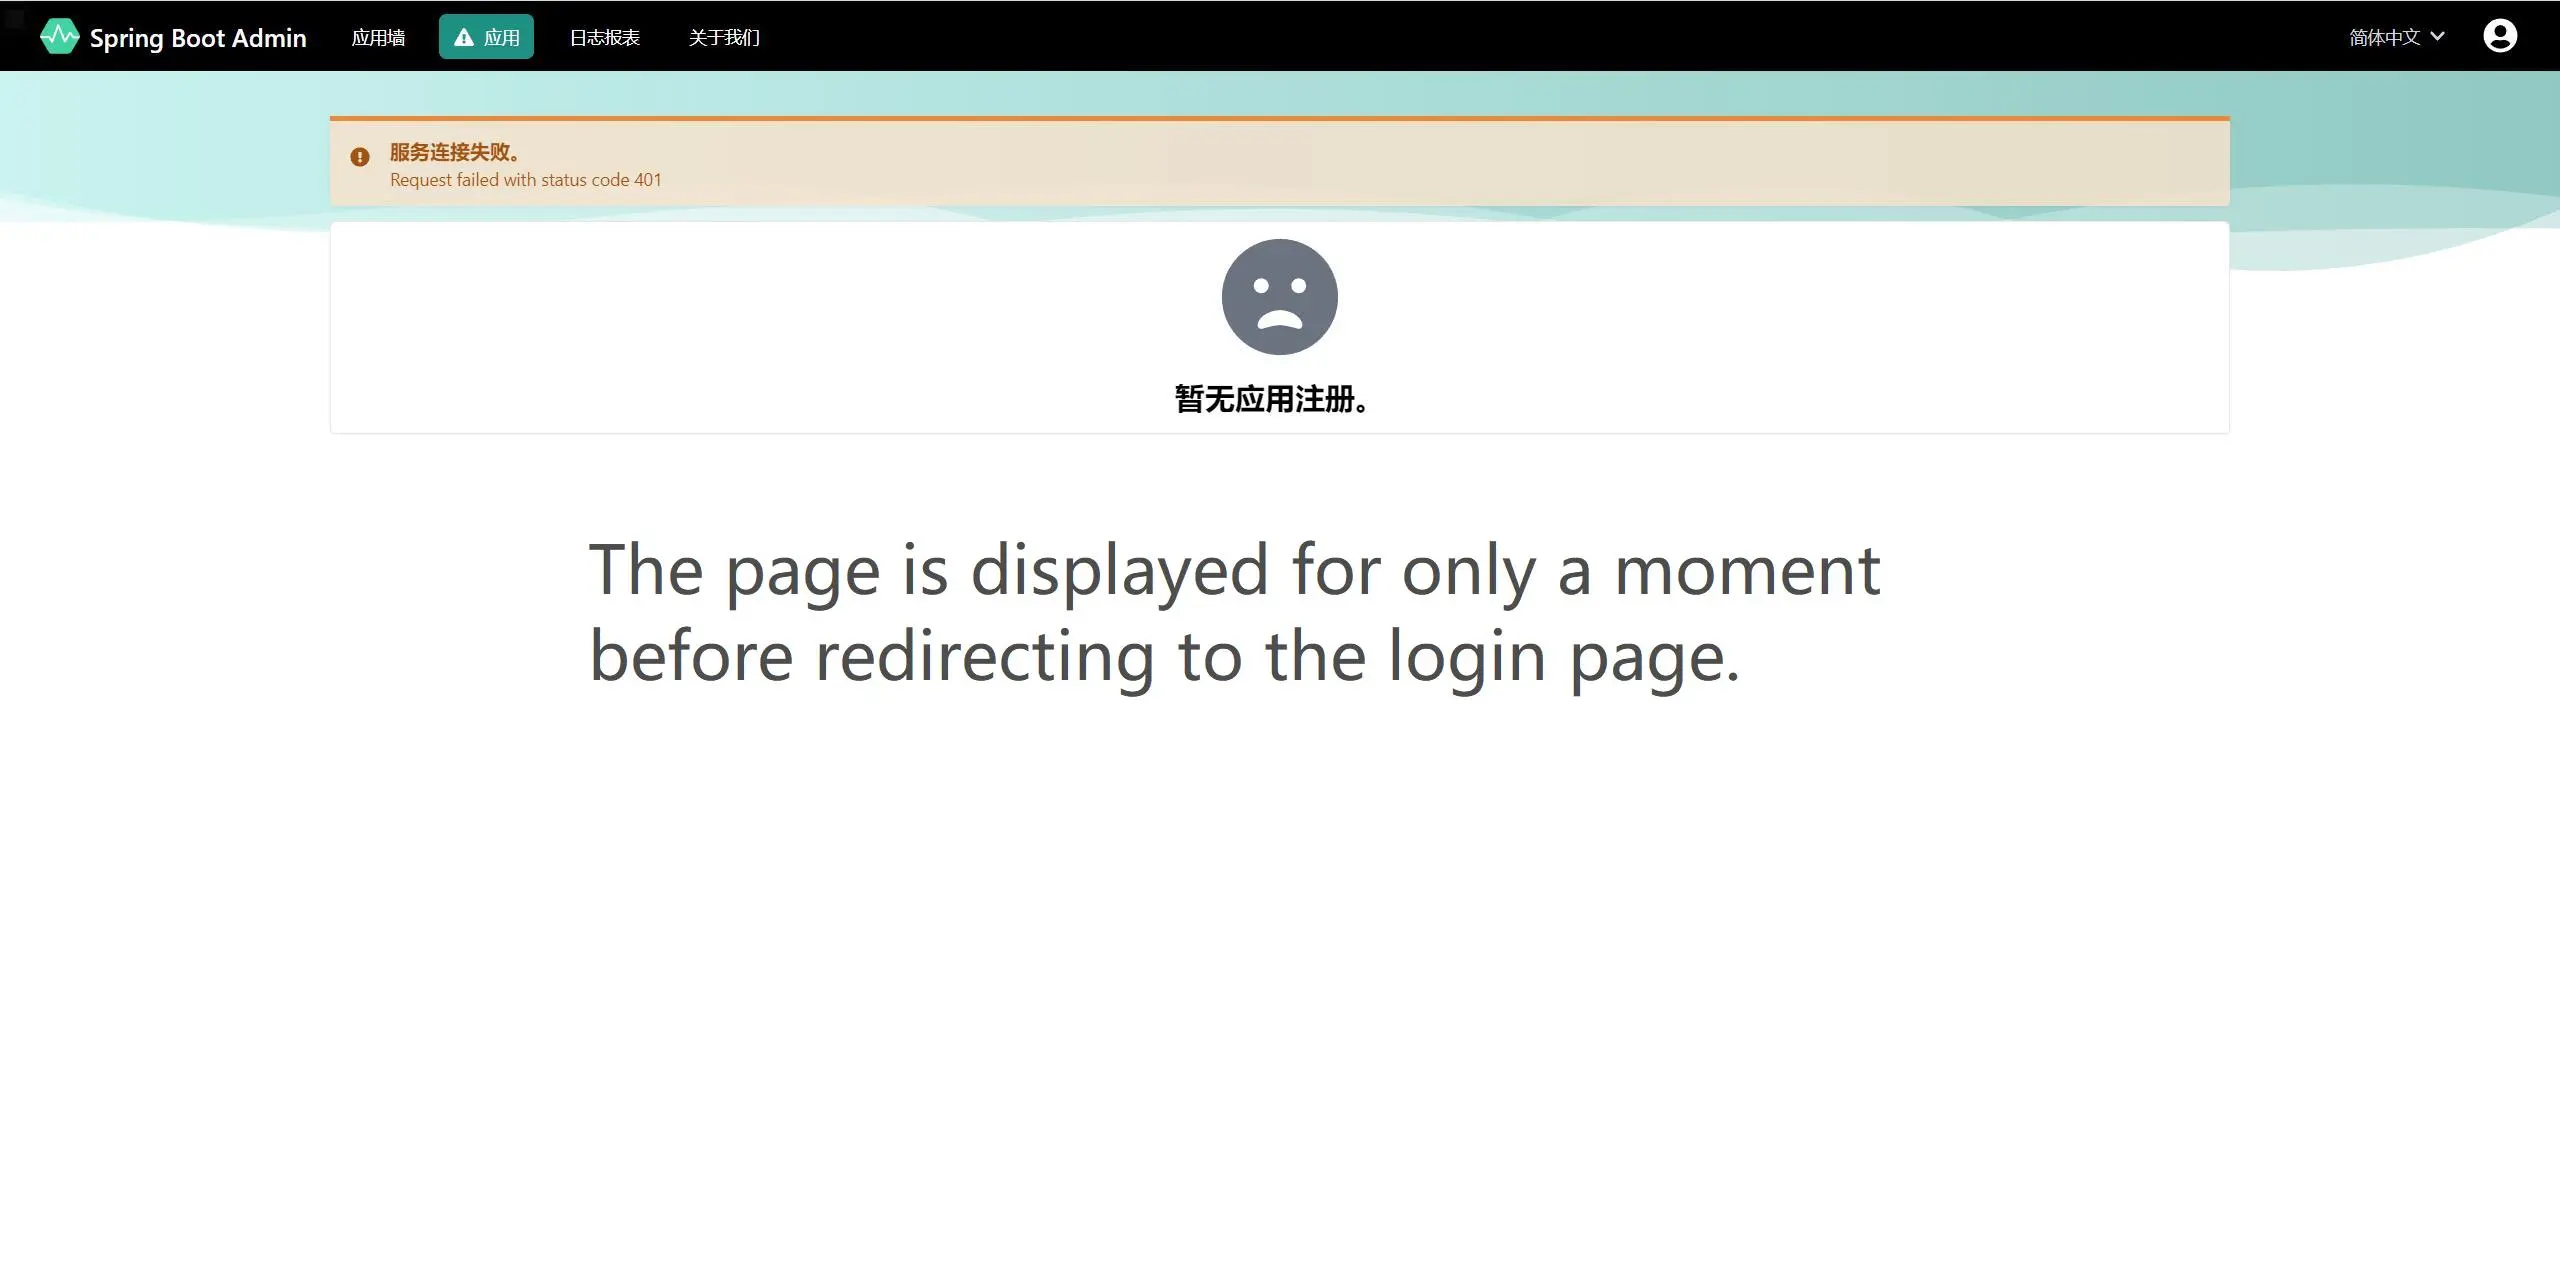 Spring Boot Admin
应用墙
应用
日志报表
关于我们
简体中文
服务连接失败。
Request failed with status code 401
暂无应用注册。
The page is displayed for only a moment
before redirecting to the login page.